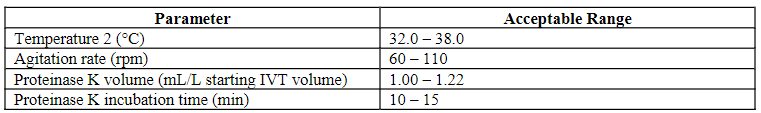 Parameter Acceptable Range
Temperature 2 (°C) 32.0 – 38.0
Agitation rate (rpm) 60 – 110
Proteinase K volume (mL/L starting IVT volume) 1.00 – 1.22
Proteinase K incubation time (min) 10 – 15